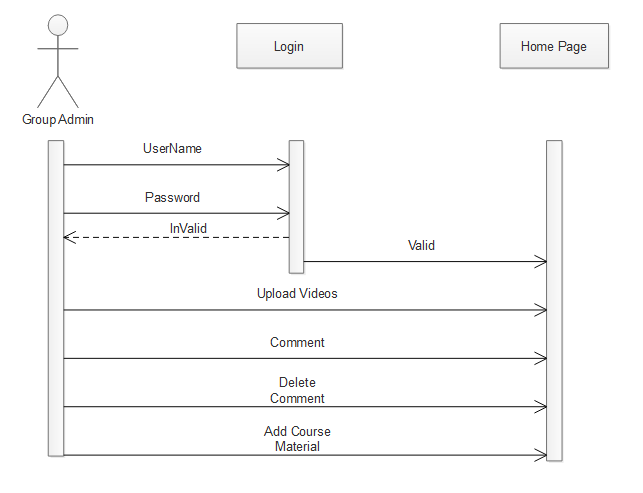 Login
Home Page
Group Admin
UserName
Password
InValid
Valid
Upload Videos
Comment
Delete
Comment
Add Course
Material